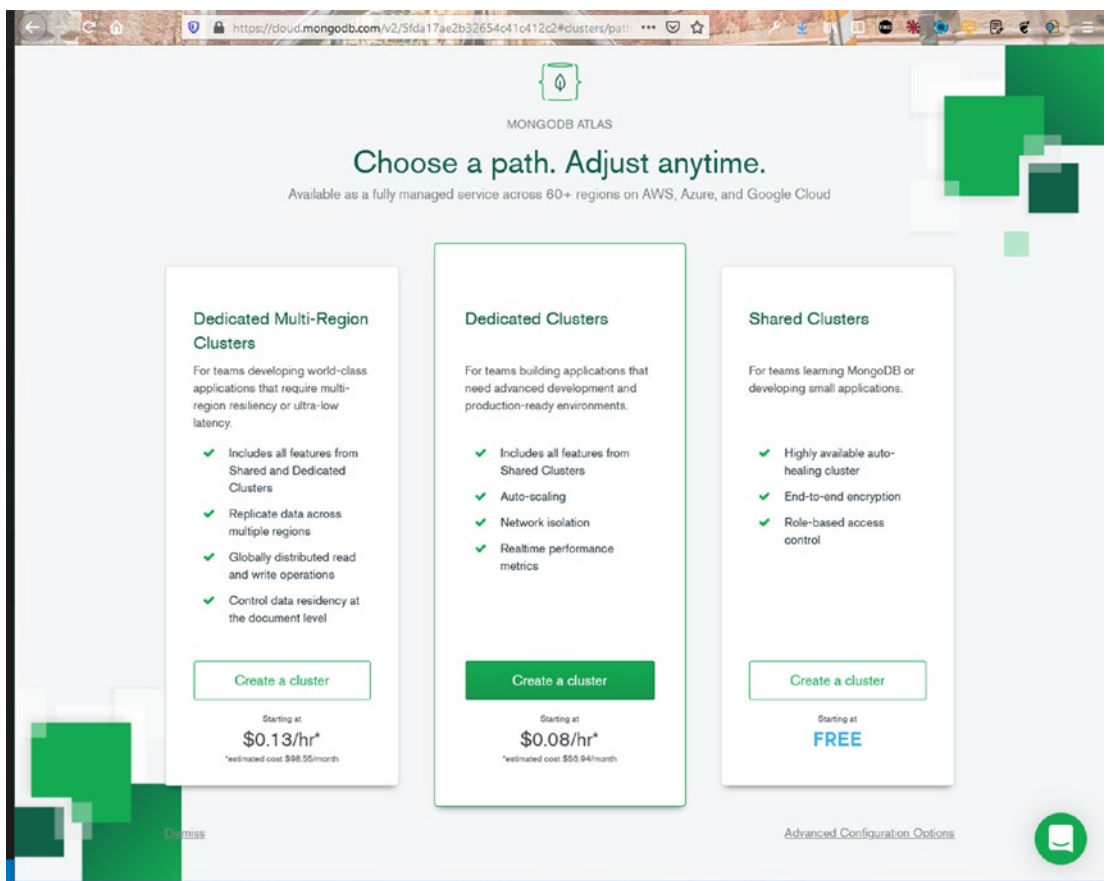 https://cloud.mongodb.com/v2/5fda17ae2b32654c41c412c2#clusters/path
MONGODB ATLAS
Choose a path. Adjust anytime.
Available as a fully managed service across 60+ regions on AWS, Azure, and Google Cloud
Dedicated Multi-Region
Clusters
For teams developing world-class
applications that require multi-
region resiliency or ultra-low
latency.
Includes all features from
Shared and Dedicated
Clusters
Replicate data across
multiple regions
Globally distributed read
and write operations
Control data residency at
the document level
Create a cluster
Starting at
$0.13/hr*
*estimated cost $98.55/month
Dedicated Clusters
For teams building applications that
need advanced development and
production-ready environments.
Includes all features from
Shared Clusters
Auto-scaling
Network isolation
Realtime performance
metrics
Create a cluster
Starting at
$0.08/hr*
*estimated cost $56.94/month
Shared Clusters
For teams learning MongoDB or
developing small applications.
Highly available auto-
healing cluster
End-to-end encryption
Role-based access
control
Create a cluster
Starting at
FREE
Dismiss
Advanced Configuration Options